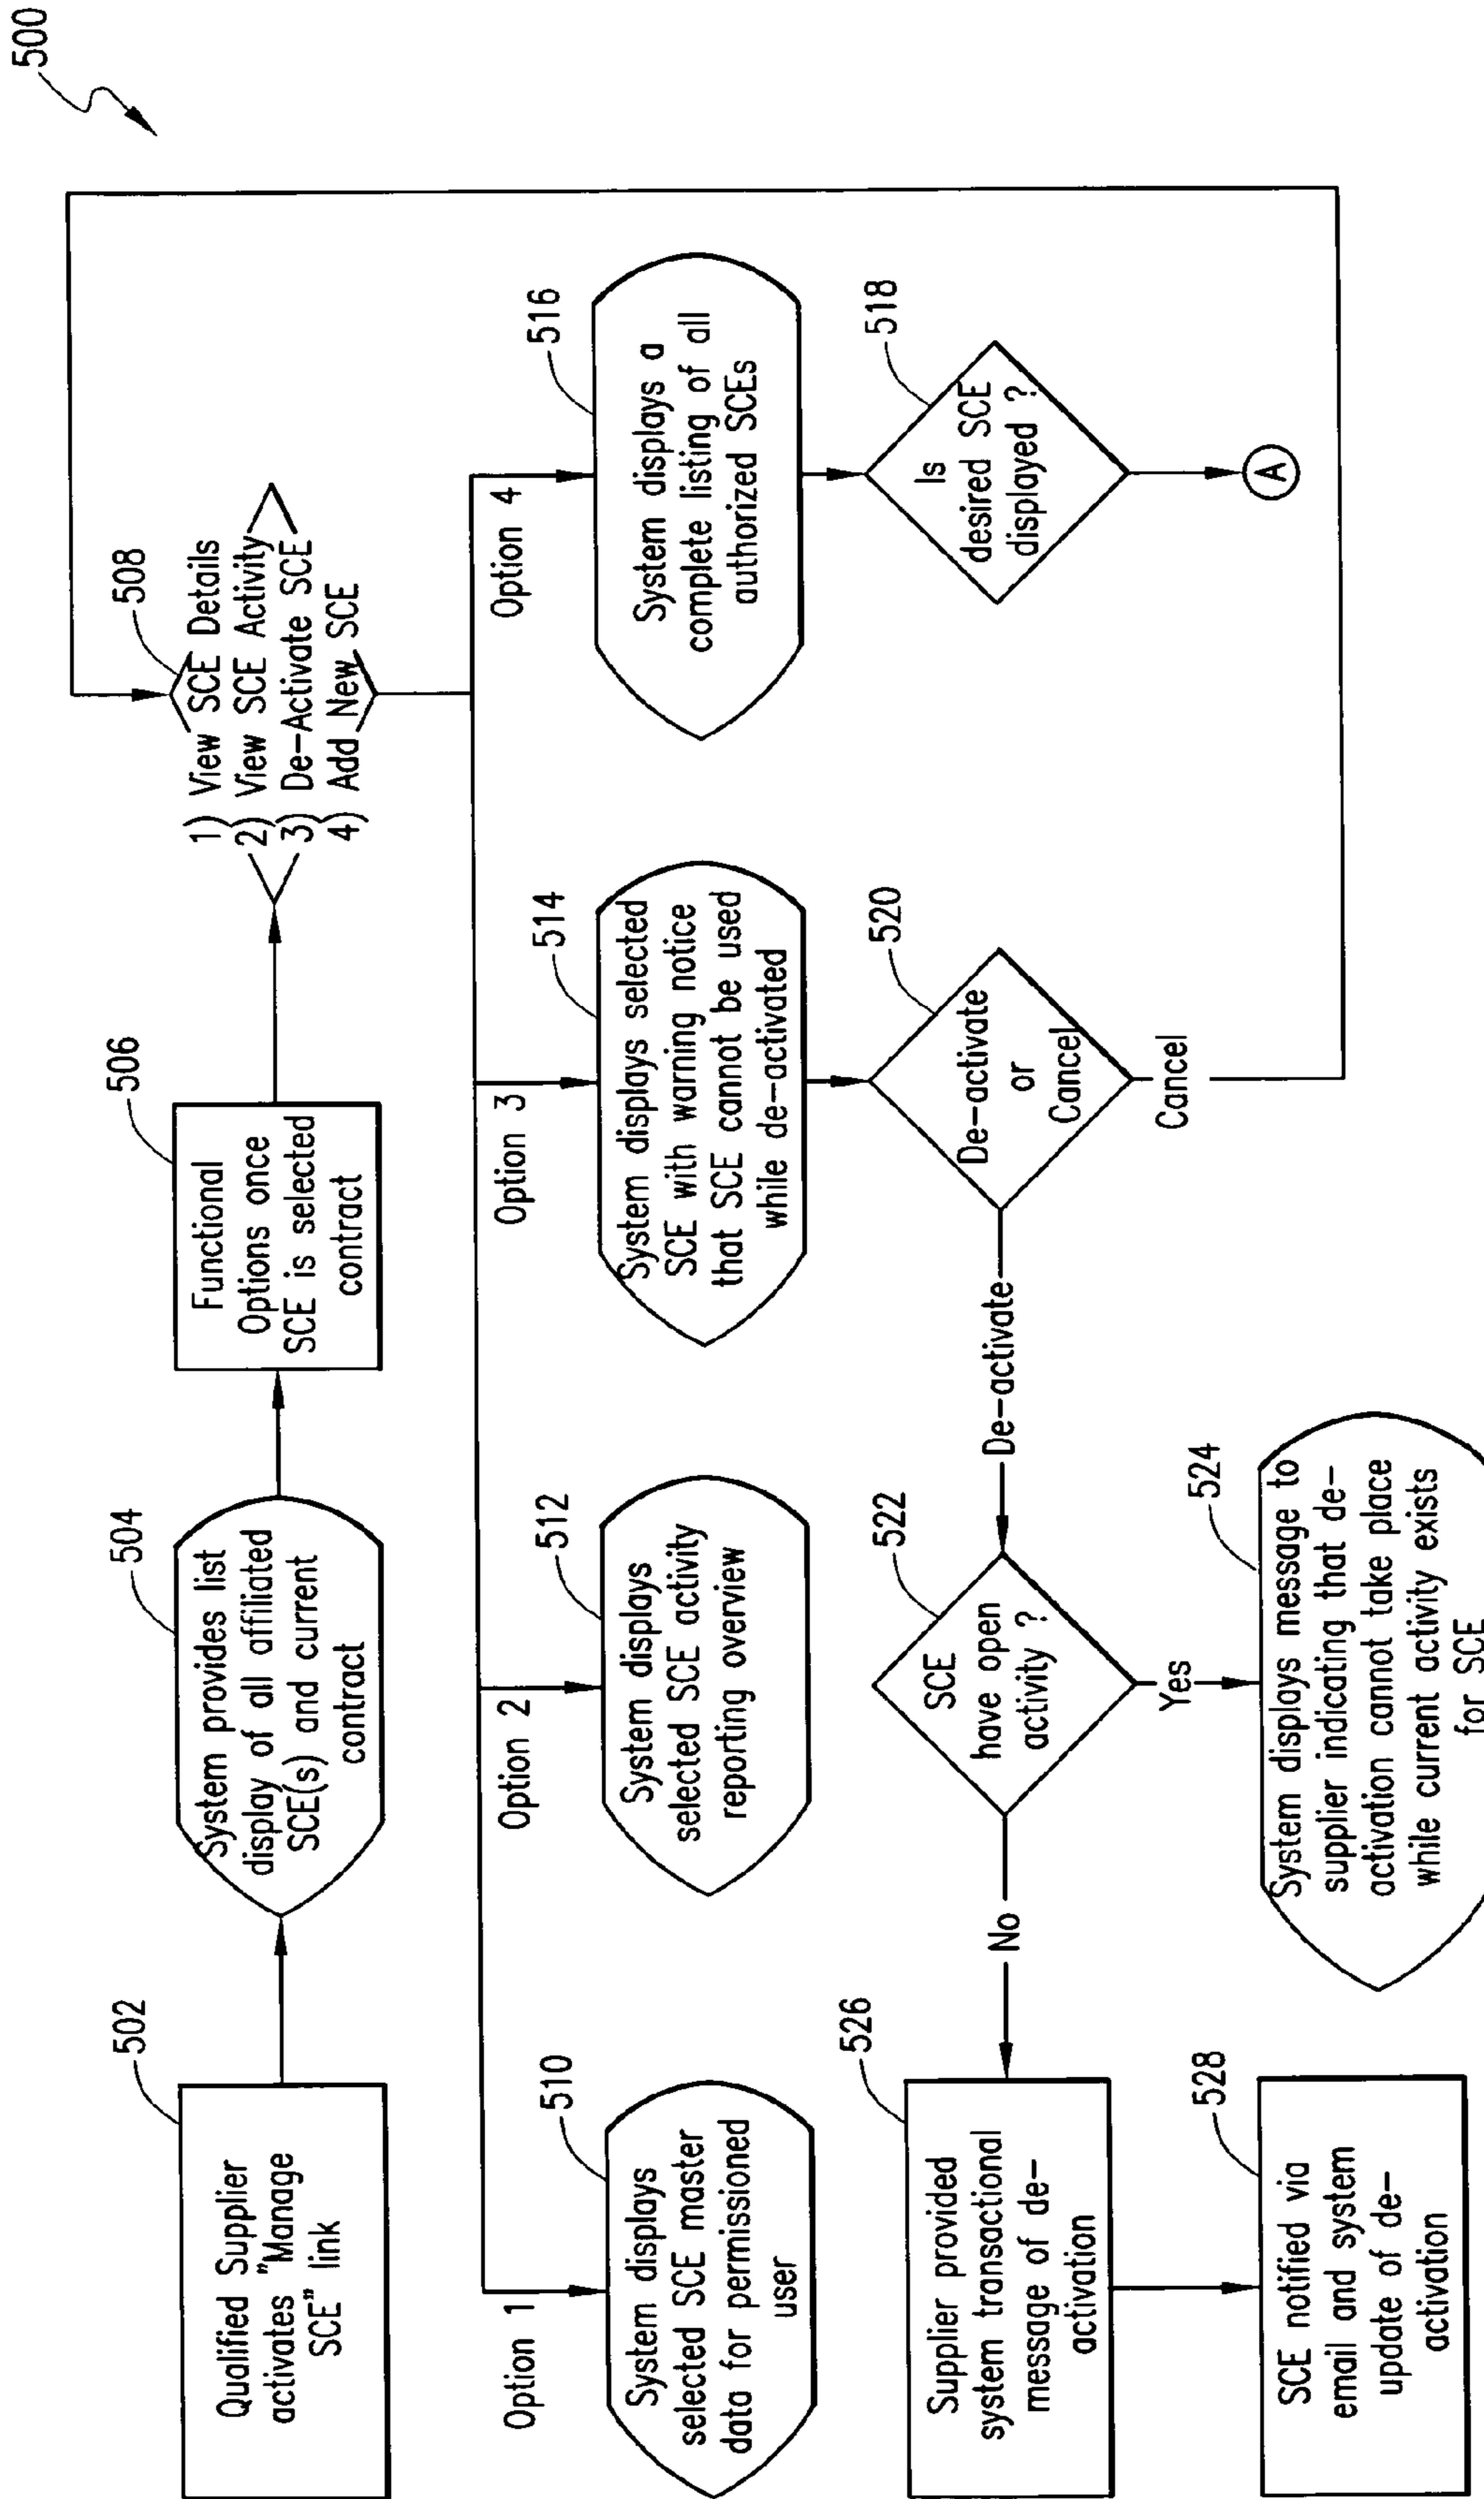 500
502
Qualified Supplier
activates "Manage
SCE" link
504
System provides list
display of all affiliated
SCE(s) and current
contract
506
Functional
Options once
SCE is selected
contract
508
1) View SCE Details
2) View SCE Activity
3) De-Activate SCE
4) Add New SCE
Option 1
Option 2
Option 3
Option 4
510
System displays
selected SCE master
data for permissioned
user
512
System displays
selected SCE activity
reporting overview
514
System displays selected
SCE with warning notice
that SCE cannot be used
while de-activated
516
System displays a
complete listing of all
authorized SCEs
526
Supplier provided
system transactional
message of de-
activation
No
522
SCE
have open
activity ?
De-activate
520
De-activate
or
Cancel
518
Is
desired SCE
displayed ?
Yes
Cancel
528
SCE notified via
email and system
update of de-
activation
524
System displays message to
supplier indicating that de-
activation cannot take place
while current activity exists
for SCE
A